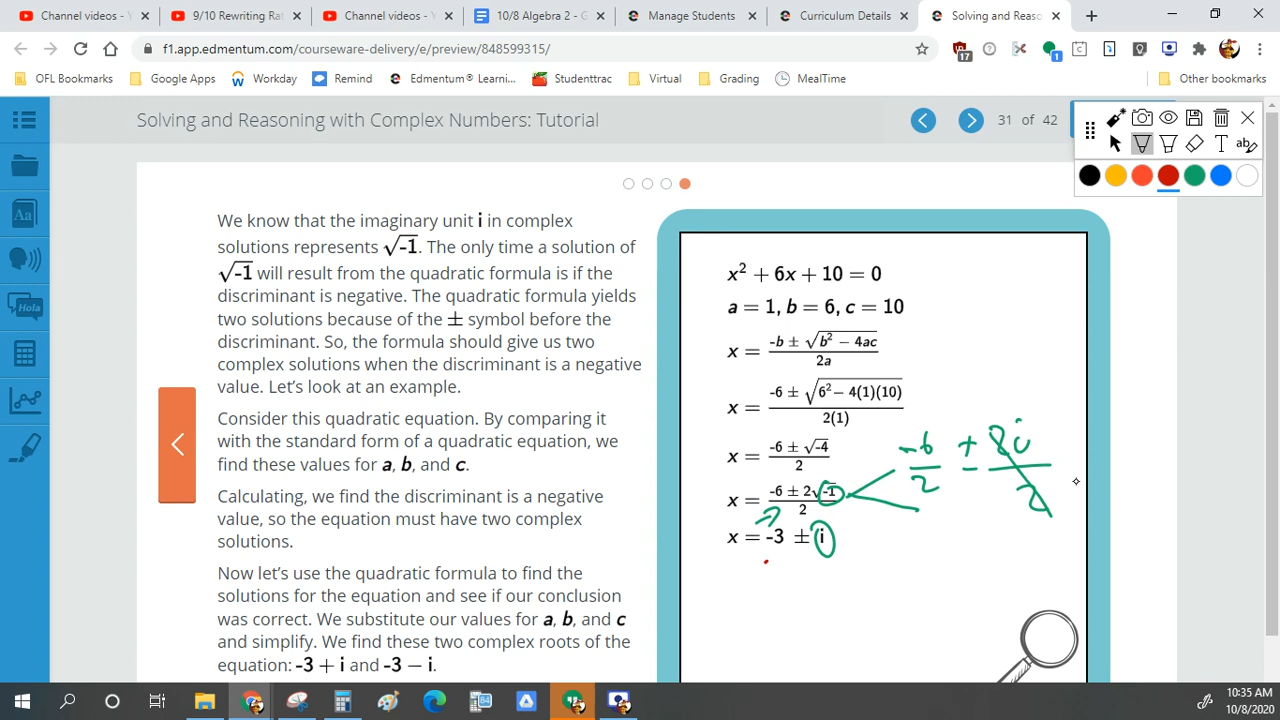 Channel videos - Y
9/10 Rewriting Rat
Channel videos - Y
10/8 Algebra 2 - G
Manage Students
Curriculum Details
Solving and Reaso
f1.app.edmentum.com/courseware-delivery/e/preview/848599315/
17
1
OFL Bookmarks
Google Apps
Workday
Remind
Edmentum® Learni...
Studenttrac
Virtual
Grading
MealTime
Other bookmarks
Solving and Reasoning with Complex Numbers: Tutorial
31 of 42
We know that the imaginary unit i in complex
solutions represents √-1. The only time a solution of
√-1 will result from the quadratic formula is if the
discriminant is negative. The quadratic formula yields
two solutions because of the ± symbol before the
discriminant. So, the formula should give us two
complex solutions when the discriminant is a negative
value. Let's look at an example.
Consider this quadratic equation. By comparing it
with the standard form of a quadratic equation, we
find these values for a, b, and c.
Calculating, we find the discriminant is a negative
value, so the equation must have two complex
solutions.
Now let's use the quadratic formula to find the
solutions for the equation and see if our conclusion
was correct. We substitute our values for a, b, and c
and simplify. We find these two complex roots of the
equation: -3 + i and -3 − i.
x² + 6x + 10 = 0
a = 1, b = 6, c = 10
x = (-b ± √(b² − 4ac))/(2a)
x = (-6 ± √(6² − 4(1)(10)))/(2(1))
x = (-6 ± √-4)/2
x = (-6 ± 2√-1)/2
x = -3 ± i
-6/2 ± 2i/2
Aa
Hola
T
ab
10:35 AM
10/8/2020